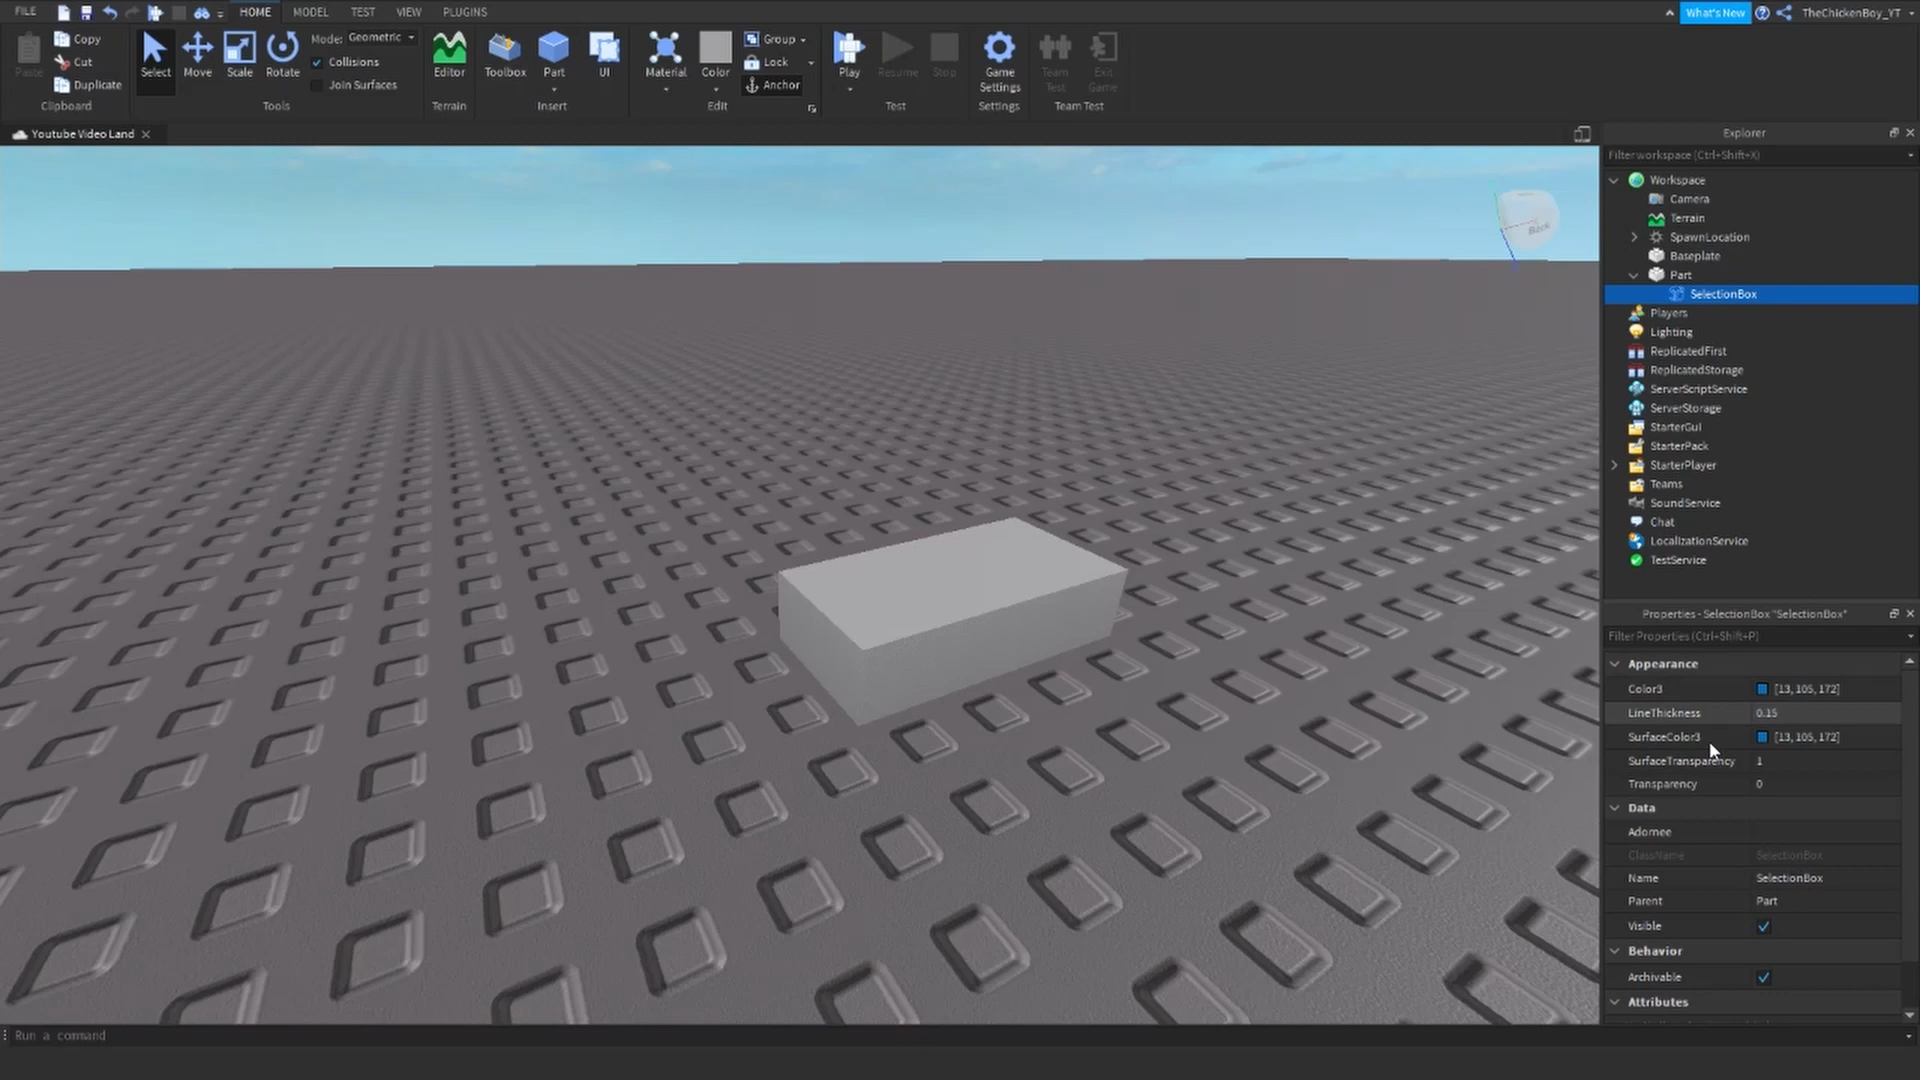 FILE HOME MODEL TEST VIEW PLUGINS What's New TheChickenBoy_YT
Paste Copy Cut Duplicate Clipboard
Select Move Scale Rotate Mode: Geometric Collisions Join Surfaces Tools
Editor Terrain
Toolbox Part UI Insert
Material Color Group Lock Anchor Edit
Play Resume Stop Test
Game Settings Settings
Team Test Exit Game Team Test
Youtube Video Land
Back
Explorer
Filter workspace (Ctrl+Shift+X)
Workspace
Camera
Terrain
SpawnLocation
Baseplate
Part
SelectionBox
Players
Lighting
ReplicatedFirst
ReplicatedStorage
ServerScriptService
ServerStorage
StarterGui
StarterPack
StarterPlayer
Teams
SoundService
Chat
LocalizationService
TestService
Properties - SelectionBox "SelectionBox"
Filter Properties (Ctrl+Shift+P)
Appearance
Color3 [13, 105, 172]
LineThickness 0.15
SurfaceColor3 [13, 105, 172]
SurfaceTransparency 1
Transparency 0
Data
Adornee
ClassName SelectionBox
Name SelectionBox
Parent Part
Visible
Behavior
Archivable
Attributes
Run a command